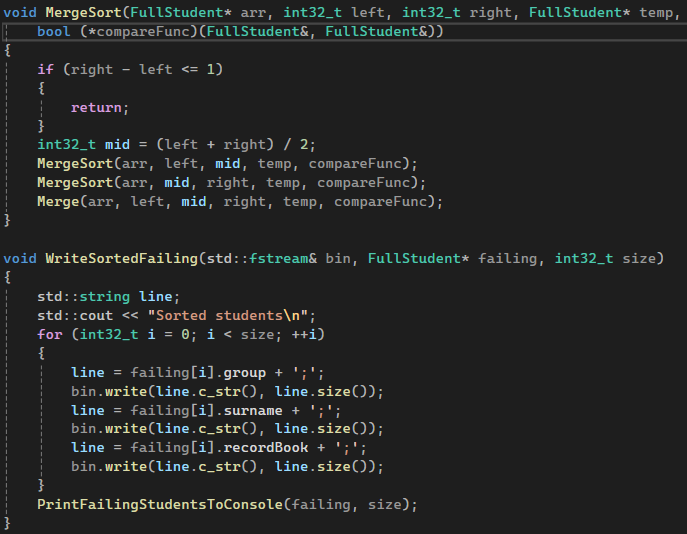 void MergeSort(FullStudent* arr, int32_t left, int32_t right, FullStudent* temp,
    bool (*compareFunc)(FullStudent&, FullStudent&))
{
    if (right - left <= 1)
    {
        return;
    }
    int32_t mid = (left + right) / 2;
    MergeSort(arr, left, mid, temp, compareFunc);
    MergeSort(arr, mid, right, temp, compareFunc);
    Merge(arr, left, mid, right, temp, compareFunc);
}

void WriteSortedFailing(std::fstream& bin, FullStudent* failing, int32_t size)
{
    std::string line;
    std::cout << "Sorted students\n";
    for (int32_t i = 0; i < size; ++i)
    {
        line = failing[i].group + ';';
        bin.write(line.c_str(), line.size());
        line = failing[i].surname + ';';
        bin.write(line.c_str(), line.size());
        line = failing[i].recordBook + ';';
        bin.write(line.c_str(), line.size());
    }
    PrintFailingStudentsToConsole(failing, size);
}